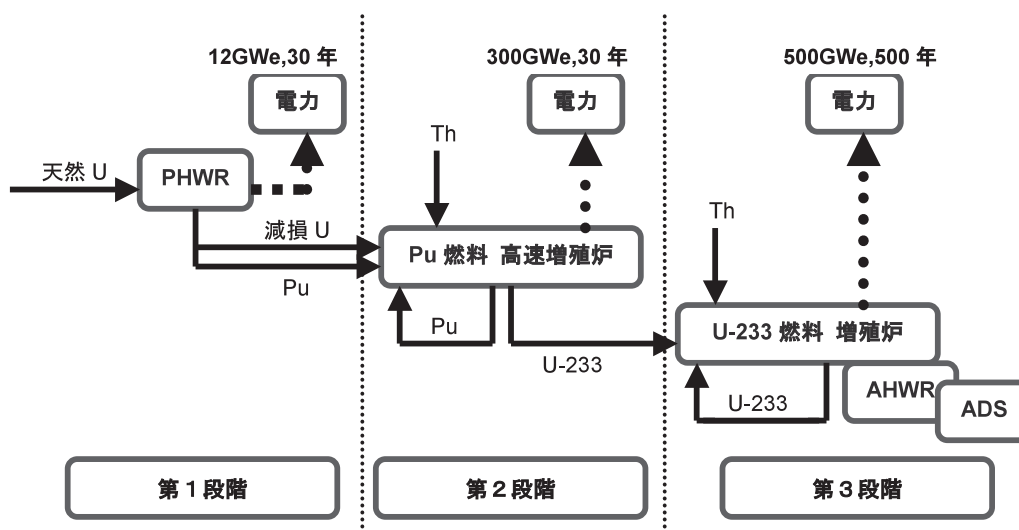 12GWe,30 年
300GWe,30 年
500GWe,500 年
電力
電力
電力
Th
天然 U
PHWR
Th
減損 U
Pu 燃料 高速増殖炉
Pu
Pu
U-233 燃料 増殖炉
U-233
AHWR
U-233
ADS
第1段階
第2段階
第3段階